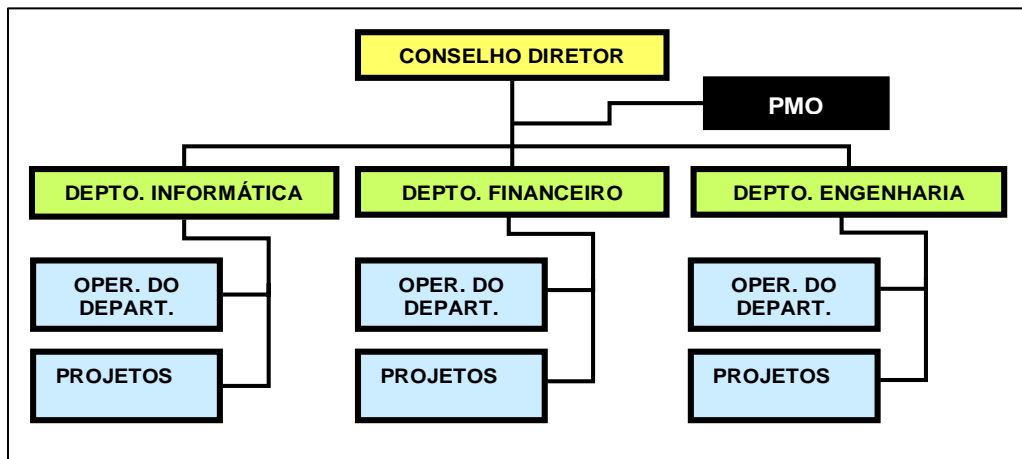 CONSELHO DIRETOR
PMO
DEPTO. INFORMÁTICA
DEPTO. FINANCEIRO
DEPTO. ENGENHARIA
OPER. DO
DEPART.
OPER. DO
DEPART.
OPER. DO
DEPART.
PROJETOS
PROJETOS
PROJETOS